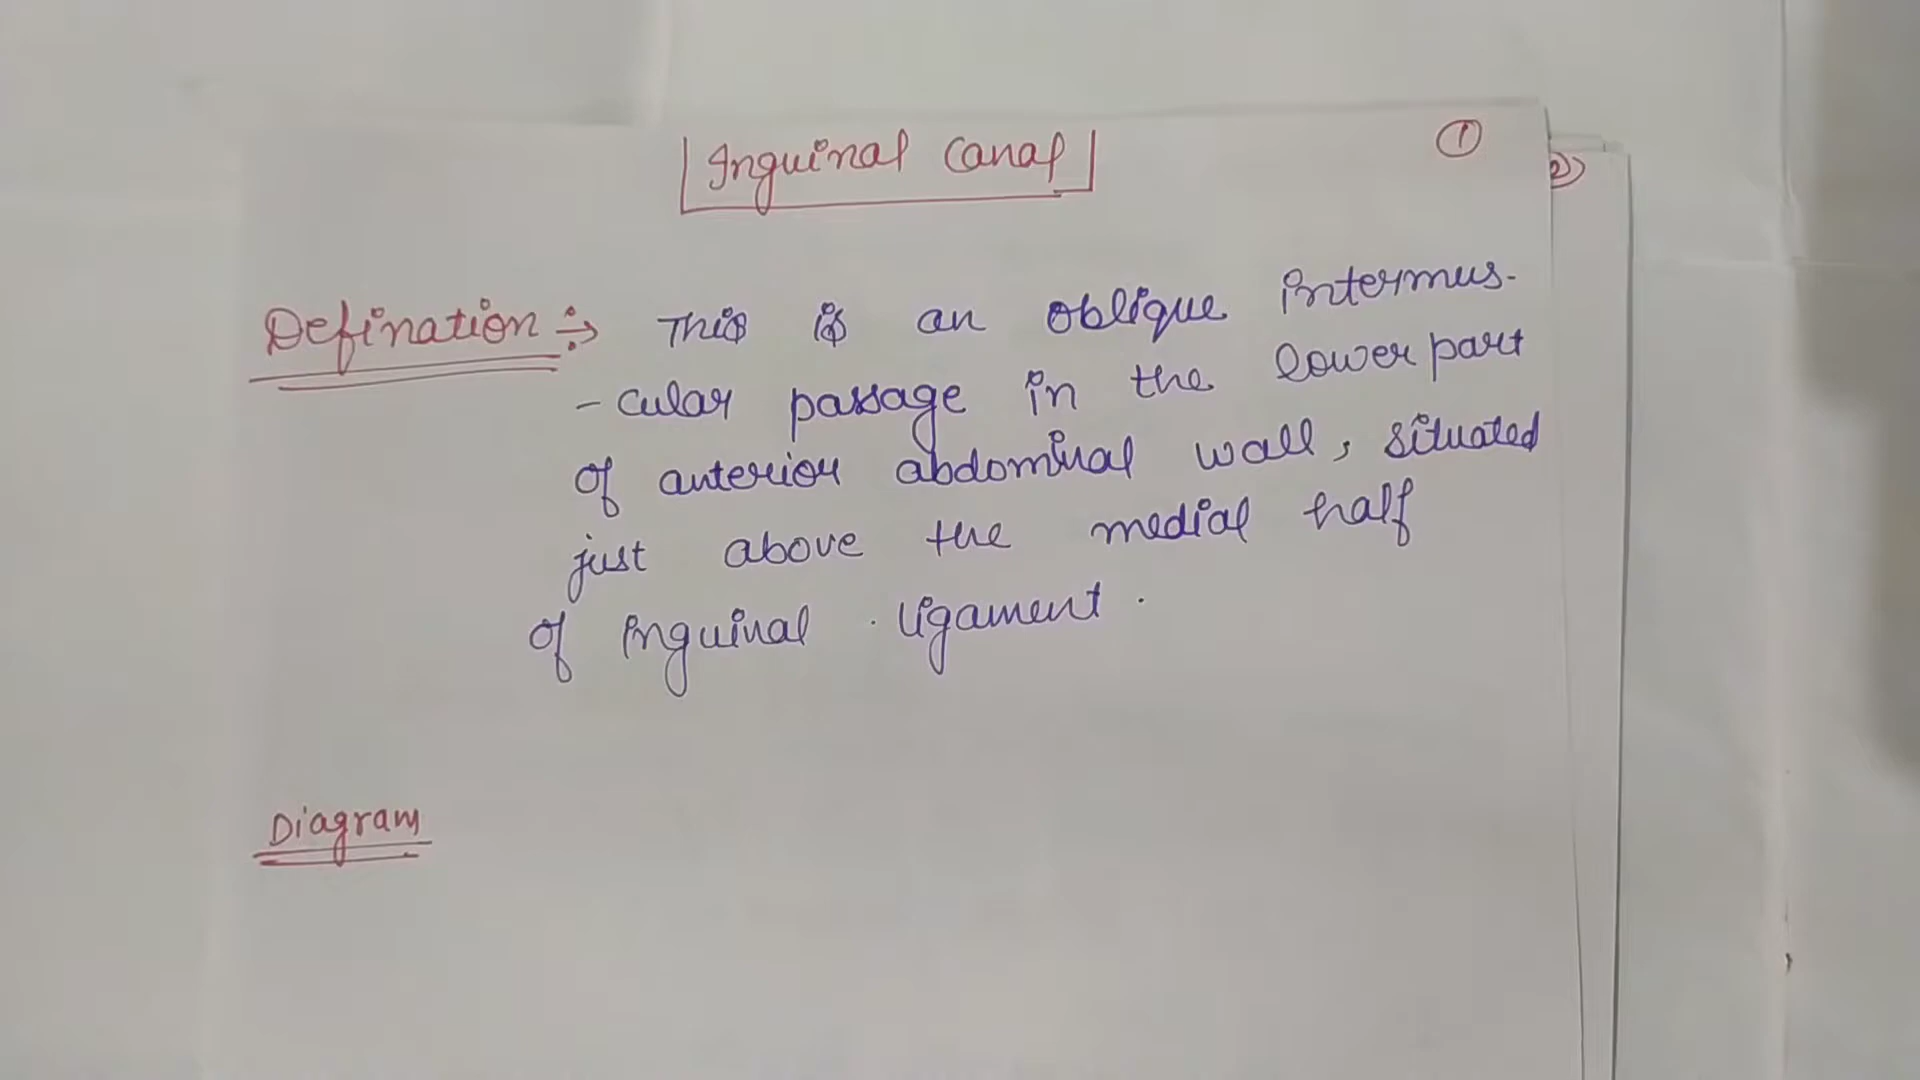 Inguinal Canal
1
2
Defination :→ This is an oblique intermus-
-cular passage in the lower part
of anterior abdominal wall, situated
just above the medial half
of inguinal ligament.
Diagram